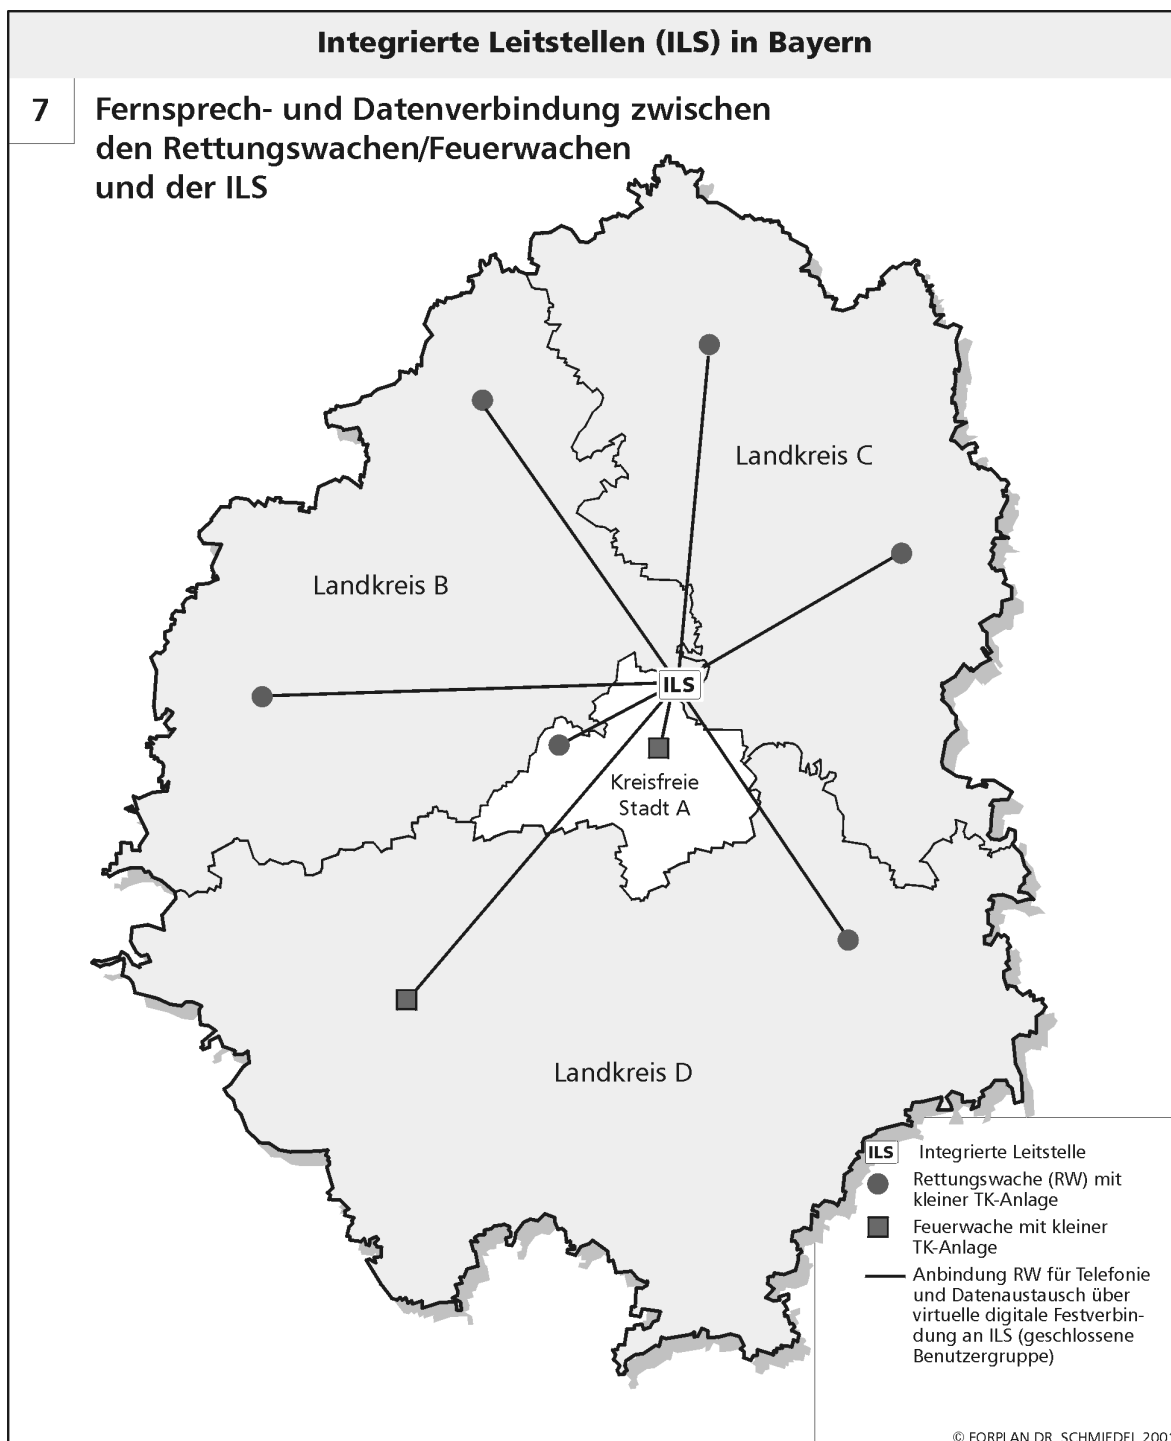 Integrierte Leitstellen (ILS) in Bayern
7
Fernsprech- und Datenverbindung zwischen
den Rettungswachen/Feuerwachen
und der ILS
Landkreis C
Landkreis B
ILS
Kreisfreie
Stadt A
Landkreis D
ILS Integrierte Leitstelle
Rettungswache (RW) mit
kleiner TK-Anlage
Feuerwache mit kleiner
TK-Anlage
Anbindung RW für Telefonie
und Datenaustausch über
virtuelle digitale Festverbin-
dung an ILS (geschlossene
Benutzergruppe)
© FORPLAN DR. SCHMIEDEL 2001